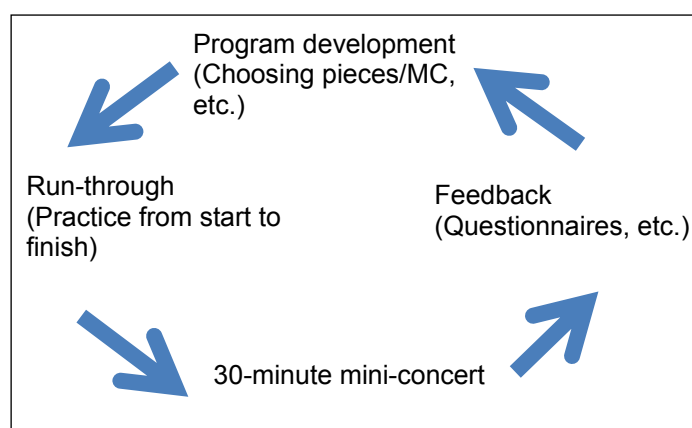 Program development
(Choosing pieces/MC,
etc.)
Run-through
(Practice from start to
finish)
Feedback
(Questionnaires, etc.)
30-minute mini-concert